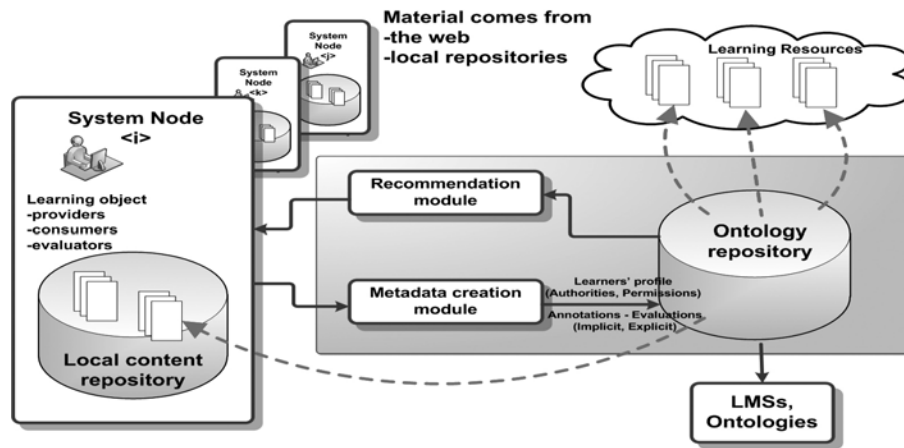 Material comes from
-the web
-local repositories
System
Node
<j>
System
Node
<k>
System Node
<i>
Learning object
-providers
-consumers
-evaluators
Local content
repository
Learning Resources
Recommendation
module
Metadata creation
module
Learners' profile
(Authorities, Permissions)
Annotations - Evaluations
(Implicit, Explicit)
Ontology
repository
LMSs,
Ontologies